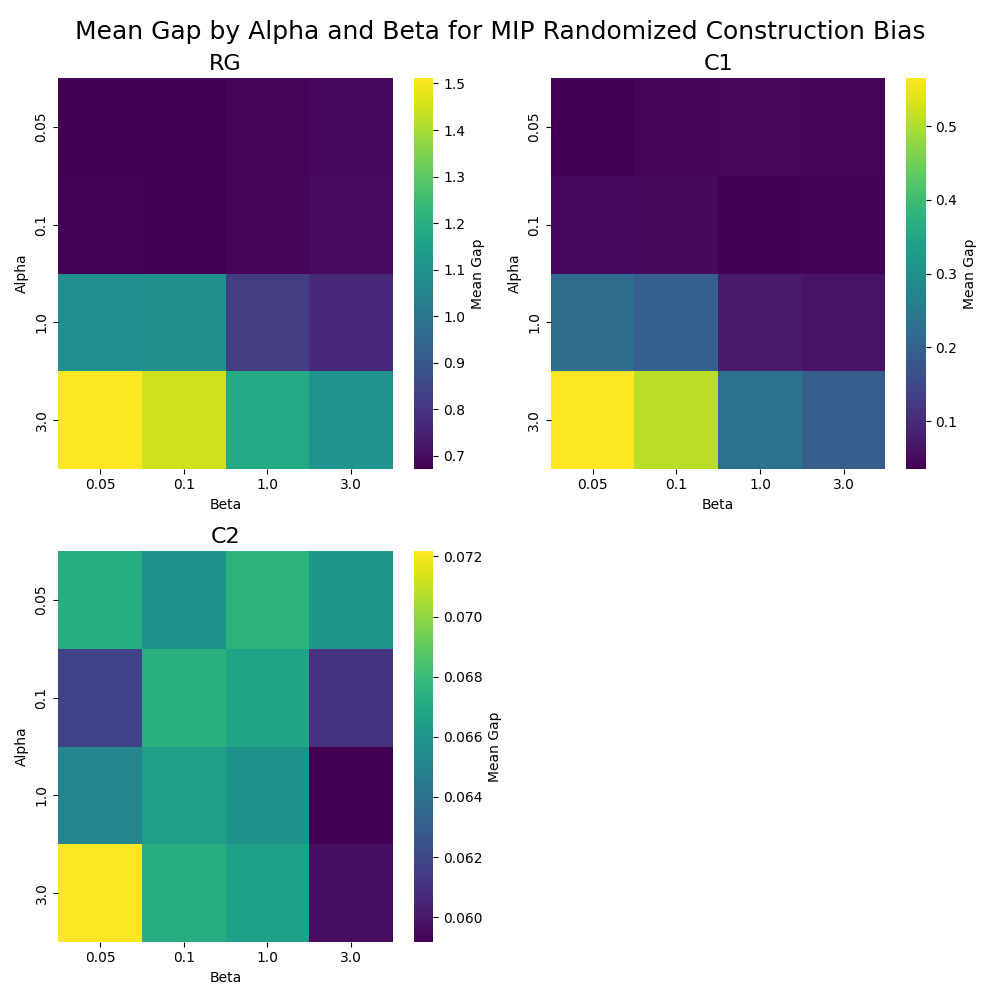 Mean Gap by Alpha and Beta for MIP Randomized Construction Bias
RG
0.05
0.1
1.0
3.0
Alpha
0.05 0.1 1.0 3.0
Beta
1.5
1.4
1.3
1.2
1.1
1.0
0.9
0.8
0.7
Mean Gap
C1
0.05
0.1
1.0
3.0
Alpha
0.05 0.1 1.0 3.0
Beta
0.5
0.4
0.3
0.2
0.1
Mean Gap
C2
0.05
0.1
1.0
3.0
Alpha
0.05 0.1 1.0 3.0
Beta
0.072
0.070
0.068
0.066
0.064
0.062
0.060
Mean Gap